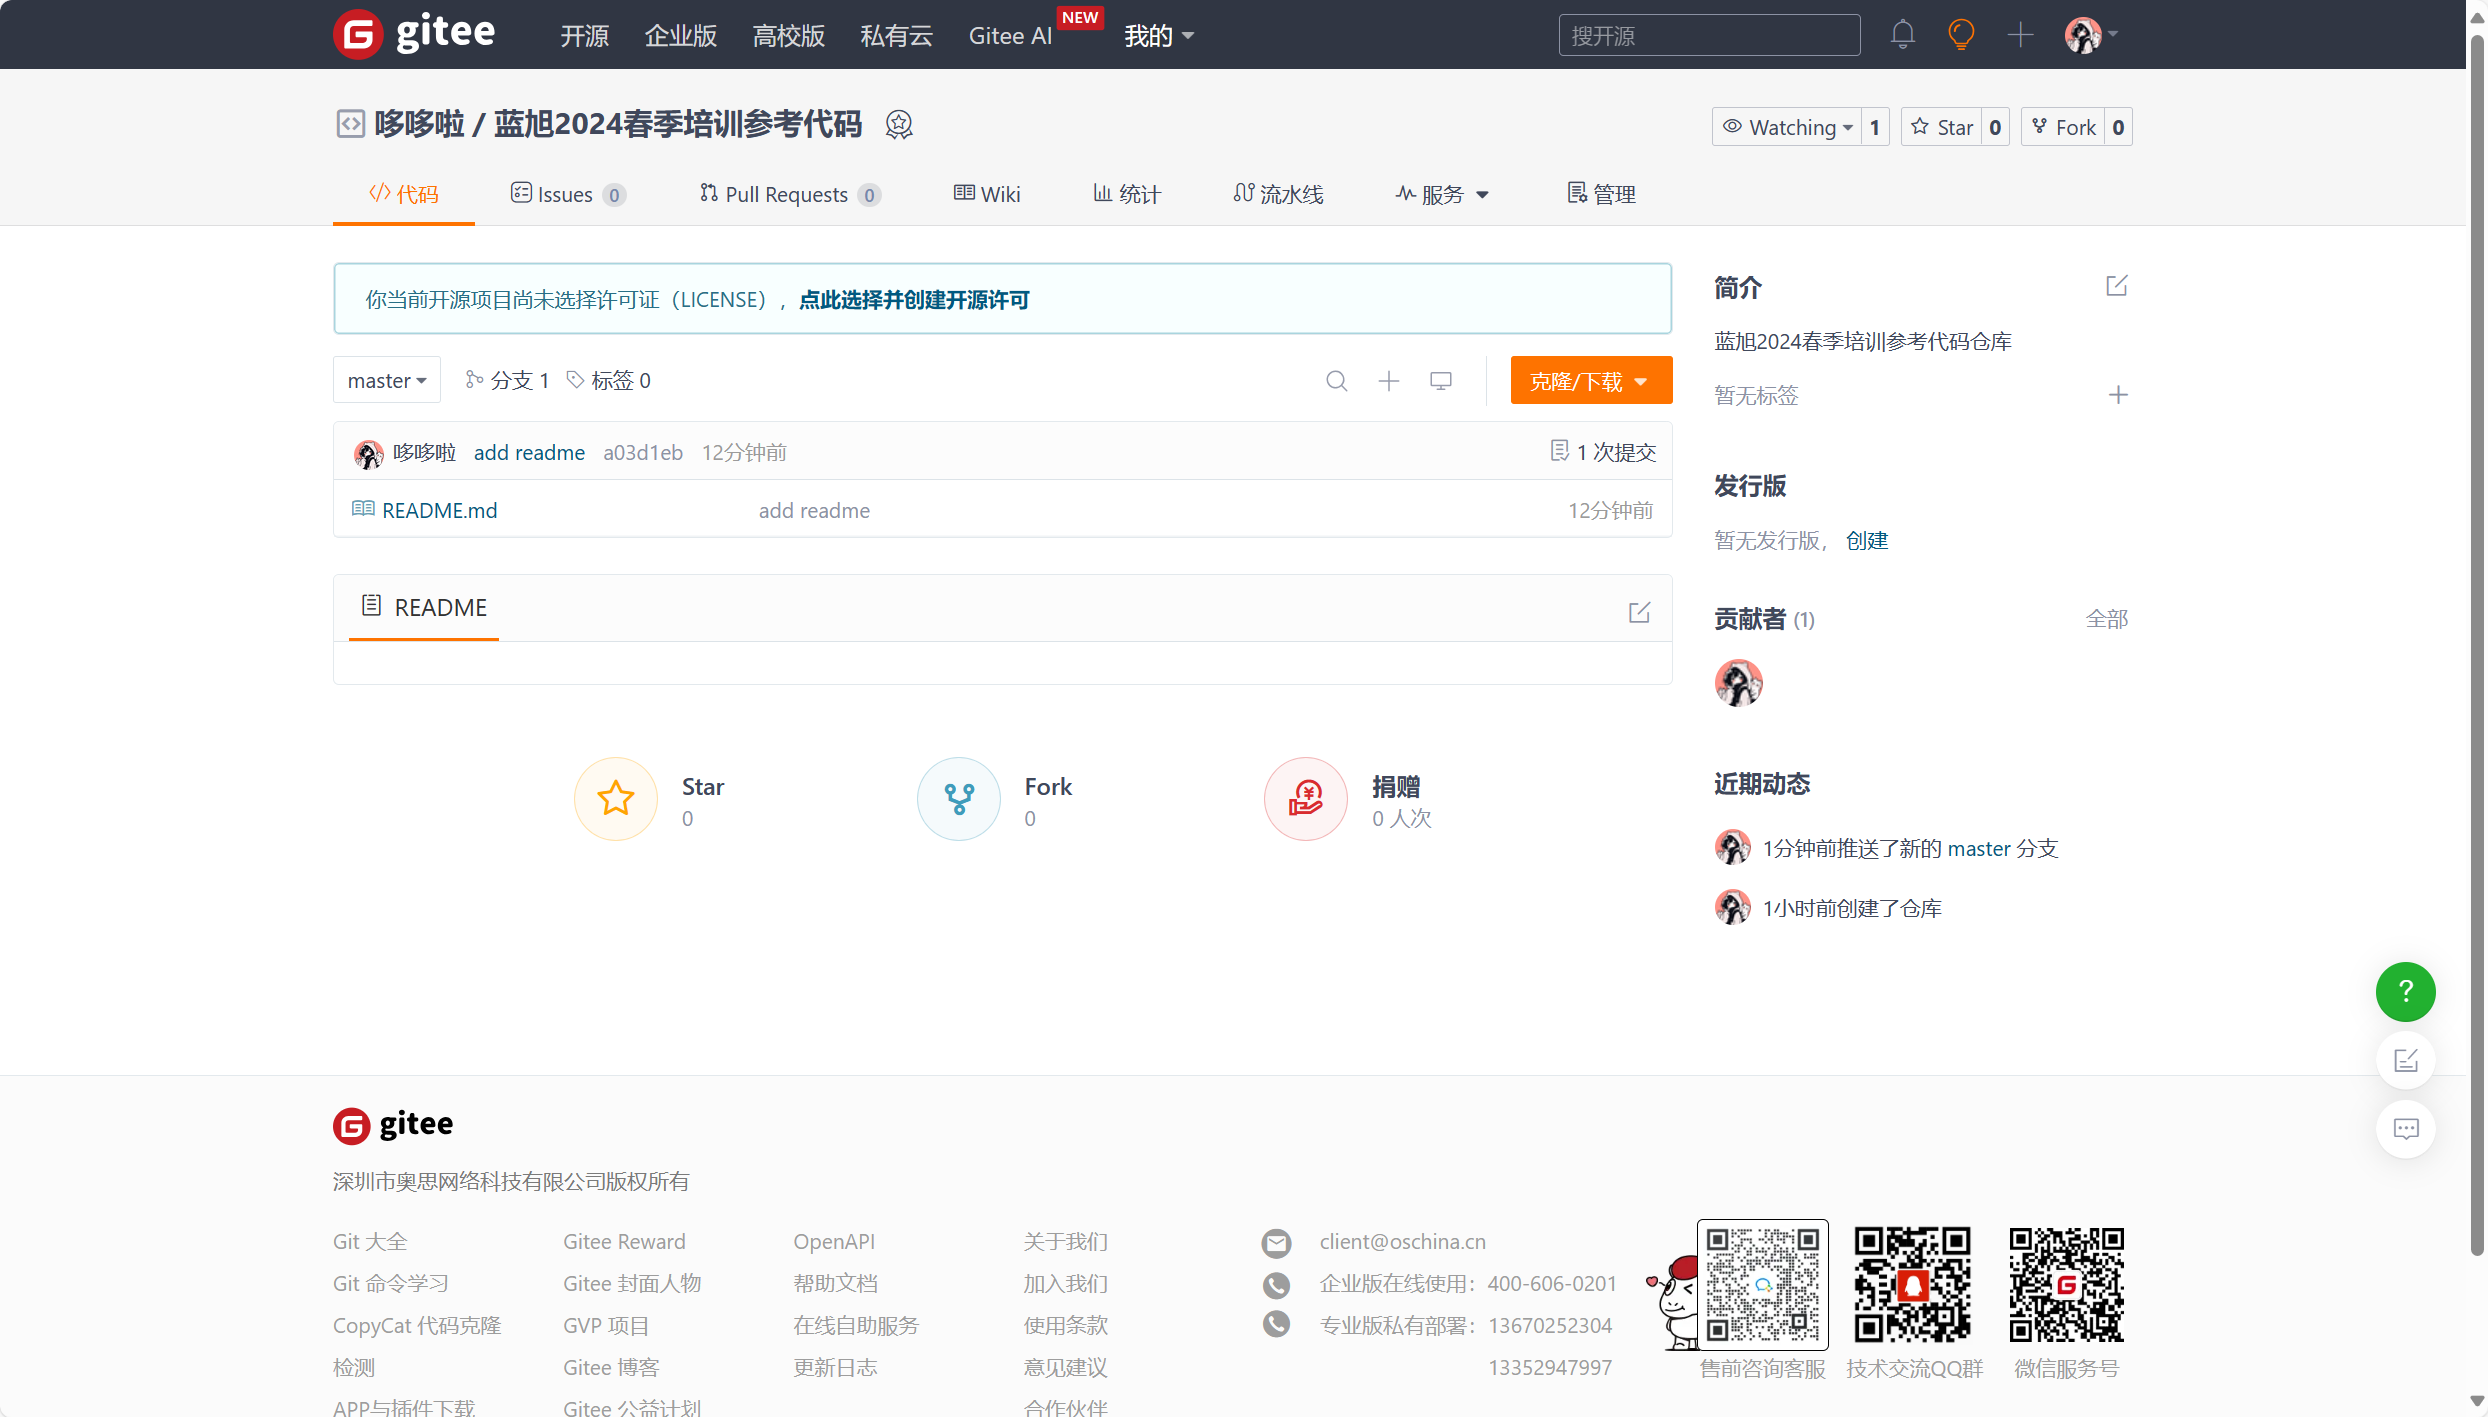 gitee 开源 企业版 高校版 私有云 Gitee AI NEW 我的 搜开源
哆哆啦 / 蓝旭2024春季培训参考代码 Watching 1 Star 0 Fork 0
代码 Issues 0 Pull Requests 0 Wiki 统计 流水线 服务 管理
你当前开源项目尚未选择许可证（LICENSE），点此选择并创建开源许可
master 分支 1 标签 0 克隆/下载
哆哆啦 add readme a03d1eb 12分钟前 1 次提交
README.md add readme 12分钟前
README
Star
0
Fork
0
捐赠
0 人次
简介
蓝旭2024春季培训参考代码仓库
暂无标签
发行版
暂无发行版， 创建
贡献者 (1) 全部
近期动态
1分钟前推送了新的 master 分支
1小时前创建了仓库
?
gitee
深圳市奥思网络科技有限公司版权所有
Git 大全
Git 命令学习
CopyCat 代码克隆
检测
APP与插件下载
Gitee Reward
Gitee 封面人物
GVP 项目
Gitee 博客
Gitee 公益计划
OpenAPI
帮助文档
在线自助服务
更新日志
关于我们
加入我们
使用条款
意见建议
合作伙伴
client@oschina.cn
企业版在线使用：400-606-0201
专业版私有部署：13670252304
13352947997
售前咨询客服
技术交流QQ群
微信服务号